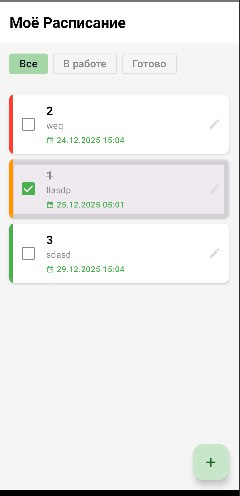 Моё Расписание
Все
В работе
Готово
2
weq
24.12.2025 15:04
1
llasdp
25.12.2025 05:01
3
sdasd
29.12.2025 15:04
+